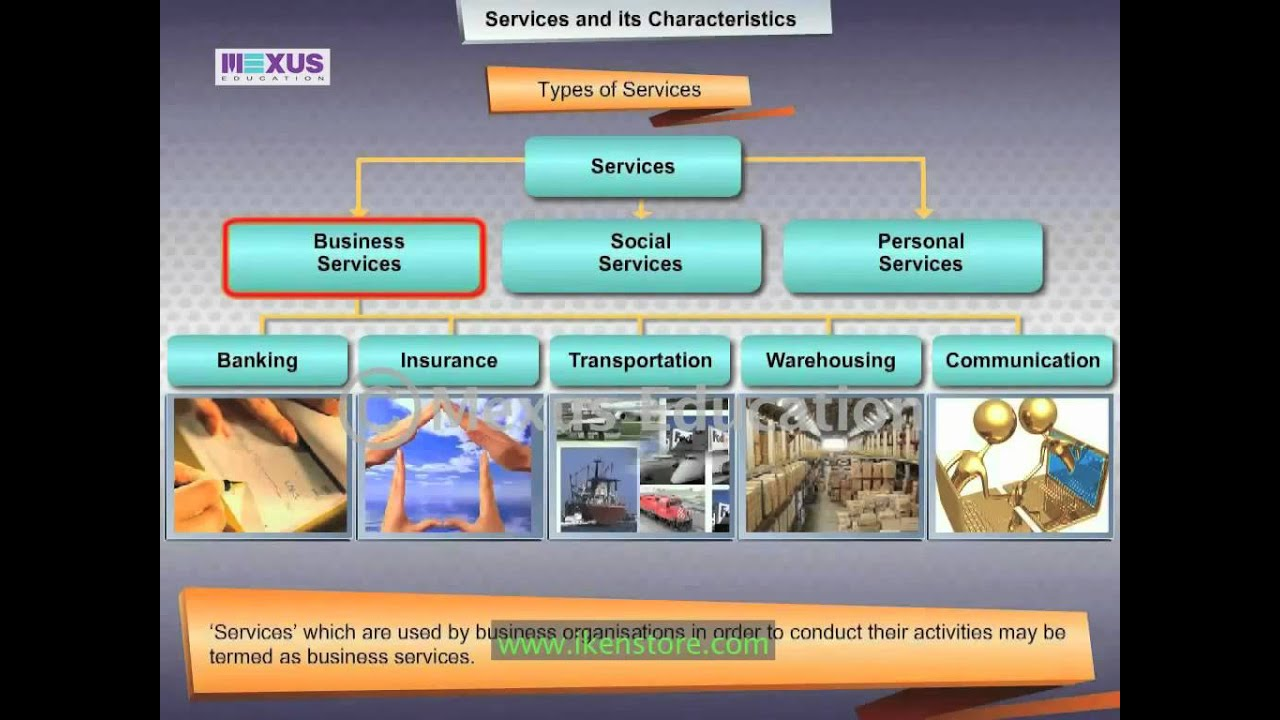 Services and its Characteristics
MEXUS
EDUCATION
Types of Services
Services
Business
Services
Social
Services
Personal
Services
Banking
Insurance
Transportation
Warehousing
Communication
© Mexus Education
‘Services’ which are used by business organisations in order to conduct their activities may be
termed as business services.
www.ikenstore.com